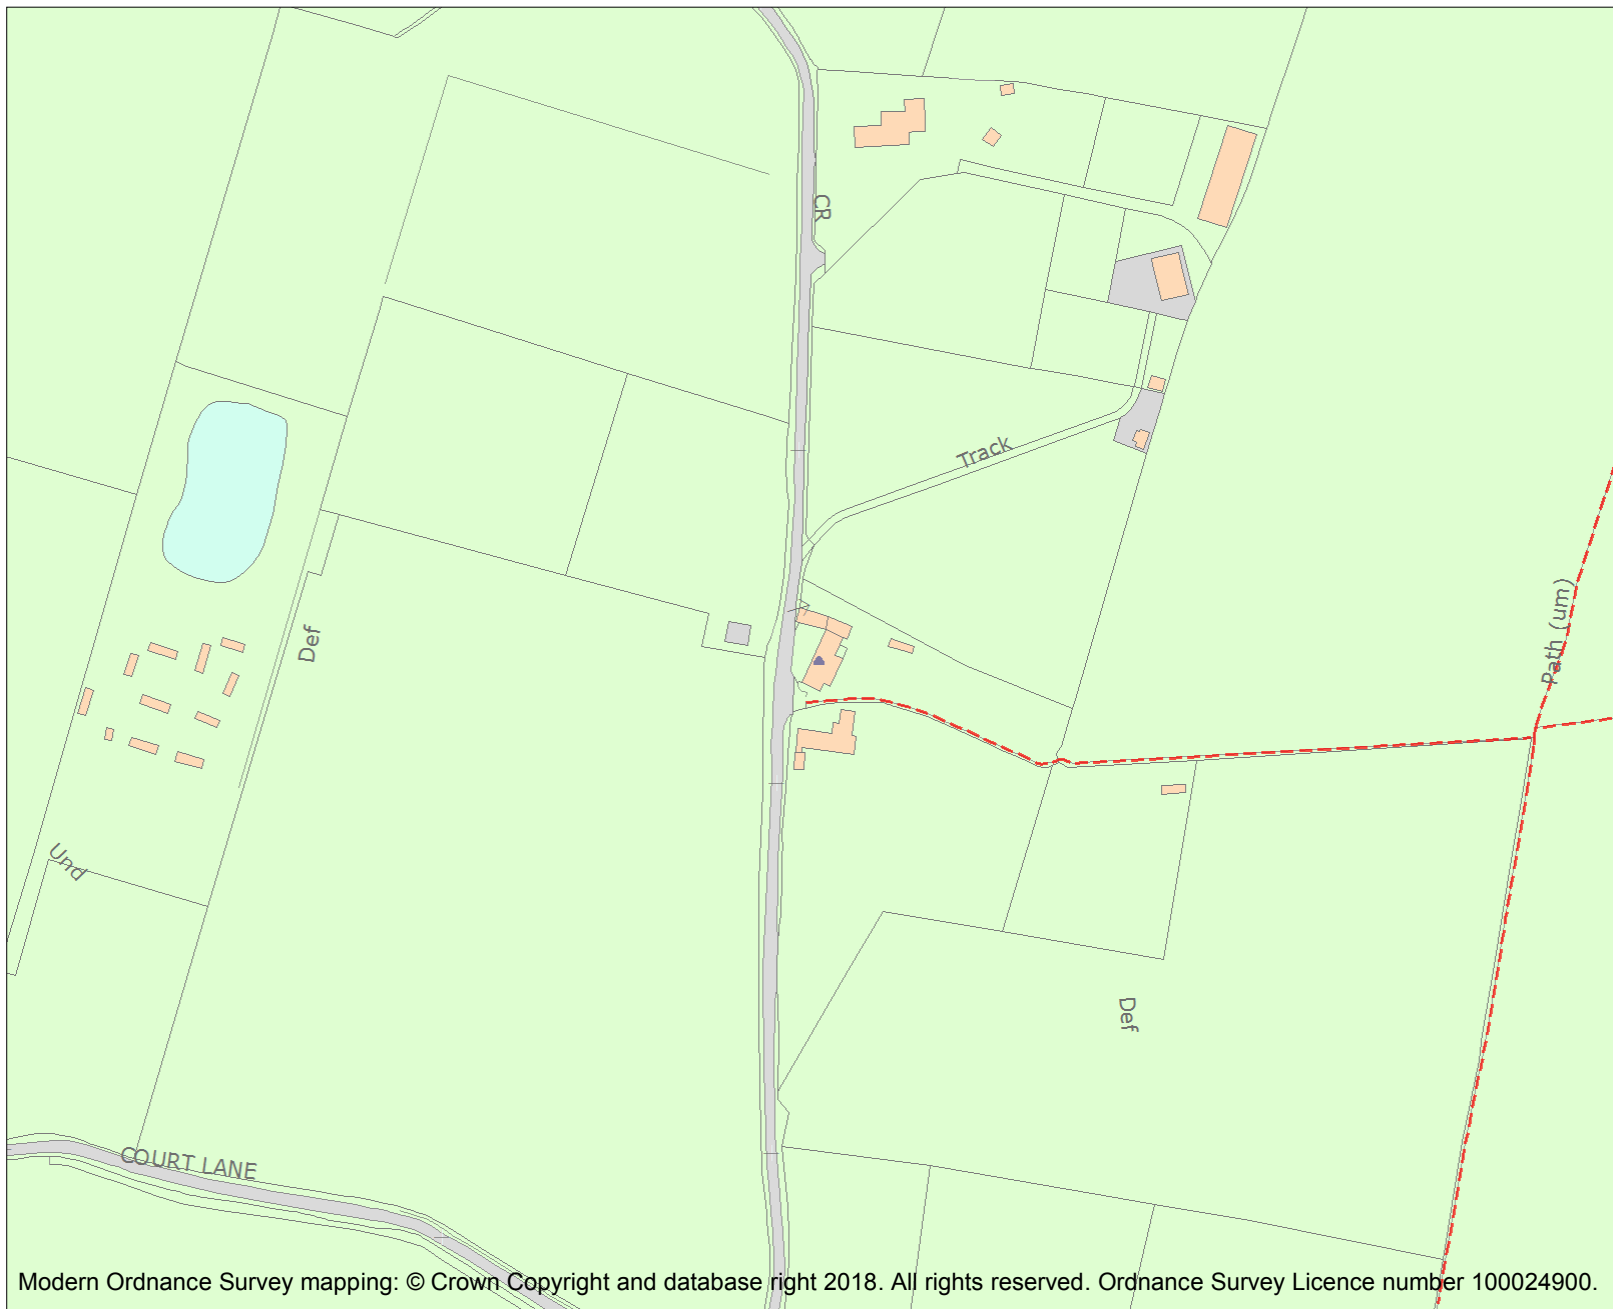 CR
Track
Path (um)
Def
Und
Def
COURT LANE
Modern Ordnance Survey mapping: © Crown Copyright and database right 2018. All rights reserved. Ordnance Survey Licence number 100024900.